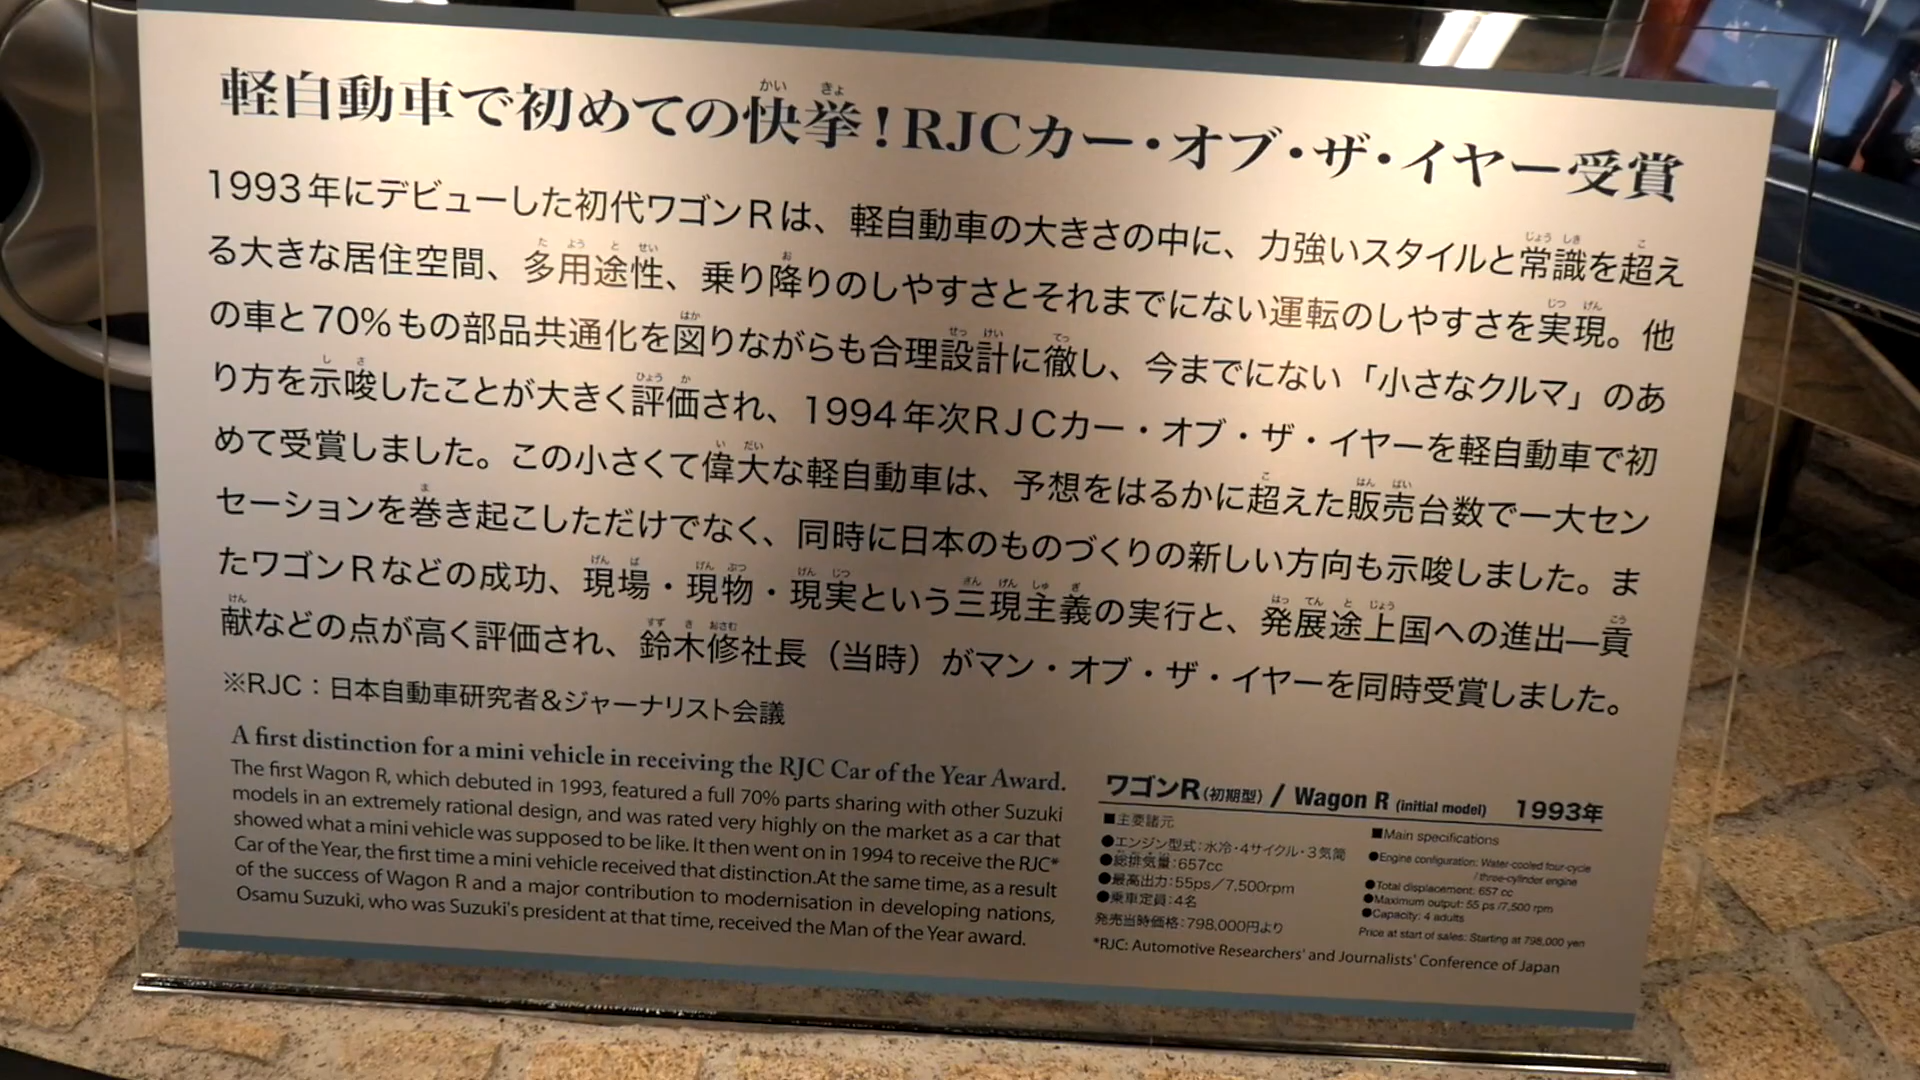 軽自動車で初めての快挙！RJCカー・オブ・ザ・イヤー受賞
1993年にデビューした初代ワゴンRは、軽自動車の大きさの中に、力強いスタイルと常識を超え
る大きな居住空間、多用途性、乗り降りのしやすさとそれまでにない運転のしやすさを実現。他
の車と70%もの部品共通化を図りながらも合理設計に徹し、今までにない「小さなクルマ」のあ
り方を示唆したことが大きく評価され、1994年次RJCカー・オブ・ザ・イヤーを軽自動車で初
めて受賞しました。この小さくて偉大な軽自動車は、予想をはるかに超えた販売台数で一大セン
セーションを巻き起こしただけでなく、同時に日本のものづくりの新しい方向も示唆しました。ま
たワゴンRなどの成功、現場・現物・現実という三現主義の実行と、発展途上国への進出―貢
献などの点が高く評価され、鈴木修社長（当時）がマン・オブ・ザ・イヤーを同時受賞しました。
※RJC：日本自動車研究者＆ジャーナリスト会議
A first distinction for a mini vehicle in receiving the RJC Car of the Year Award.
The first Wagon R, which debuted in 1993, featured a full 70% parts sharing with other Suzuki
models in an extremely rational design, and was rated very highly on the market as a car that
showed what a mini vehicle was supposed to be like. It then went on in 1994 to receive the RJC*
Car of the Year, the first time a mini vehicle received that distinction.At the same time, as a result
of the success of Wagon R and a major contribution to modernisation in developing nations,
Osamu Suzuki, who was Suzuki's president at that time, received the Man of the Year award.
ワゴンR(初期型) / Wagon R (initial model) 1993年
■主要諸元
●エンジン型式：水冷・4サイクル・3気筒
●総排気量：657cc
●最高出力：55ps／7,500rpm
●乗車定員：4名
発売当時価格：798,000円より
■Main specifications
●Engine configuration: Water-cooled four-cycle
/ three-cylinder engine
●Total displacement: 657 cc
●Maximum output: 55 ps /7,500 rpm
●Capacity: 4 adults
Price at start of sales: Starting at 798,000 yen
*RJC: Automotive Researchers' and Journalists' Conference of Japan